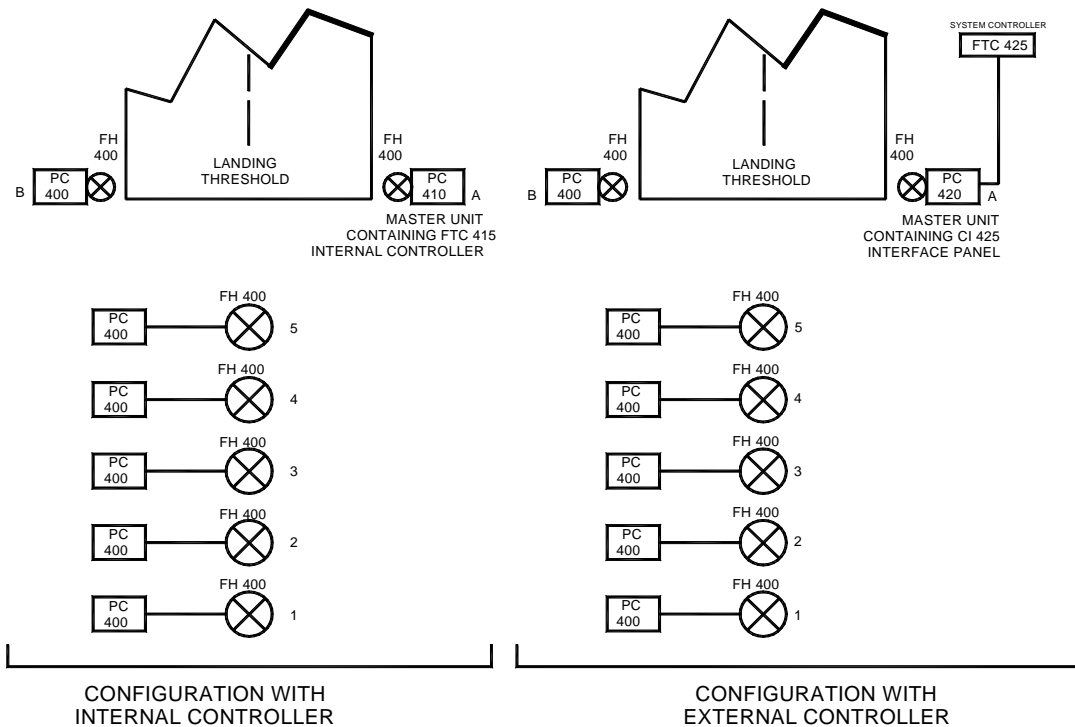 FH
400
LANDING
THRESHOLD
FH
400
B
PC
400
PC
410
A
MASTER UNIT
CONTAINING FTC 415
INTERNAL CONTROLLER
FH 400
PC
400
5
FH 400
PC
400
4
FH 400
PC
400
3
FH 400
PC
400
2
FH 400
PC
400
1
CONFIGURATION WITH
INTERNAL CONTROLLER
SYSTEM CONTROLLER
FTC 425
FH
400
LANDING
THRESHOLD
FH
400
B
PC
400
PC
420
A
MASTER UNIT
CONTAINING CI 425
INTERFACE PANEL
FH 400
PC
400
5
FH 400
PC
400
4
FH 400
PC
400
3
FH 400
PC
400
2
FH 400
PC
400
1
CONFIGURATION WITH
EXTERNAL CONTROLLER